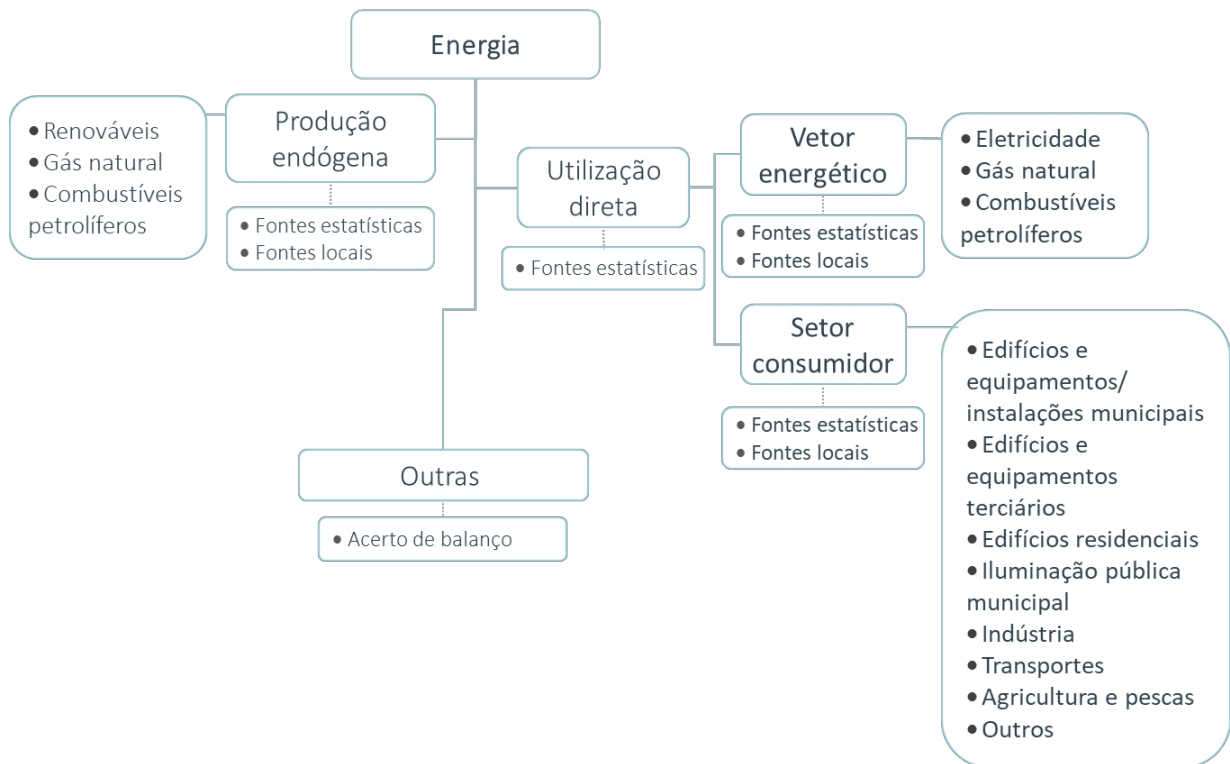 Energia
• Renováveis
• Gás natural
• Combustíveis
petrolíferos
Produção
endógena
• Fontes estatísticas
• Fontes locais
Utilização
direta
• Fontes estatísticas
Vetor
energético
• Fontes estatísticas
• Fontes locais
• Eletricidade
• Gás natural
• Combustíveis
petrolíferos
Setor
consumidor
• Fontes estatísticas
• Fontes locais
• Edifícios e
equipamentos/
instalações municipais
• Edifícios e
equipamentos
terciários
• Edifícios residenciais
• Iluminação pública
municipal
• Indústria
• Transportes
• Agricultura e pescas
• Outros
Outras
• Acerto de balanço